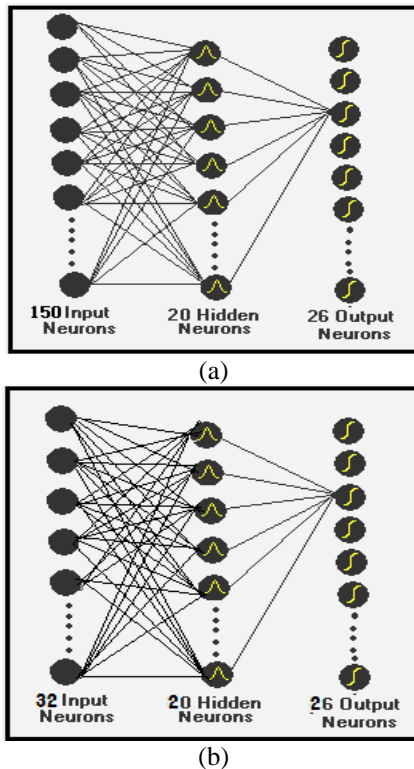 150 Input Neurons
20 Hidden Neurons
26 Output Neurons
(a)
32 Input Neurons
20 Hidden Neurons
26 Output Neurons
(b)